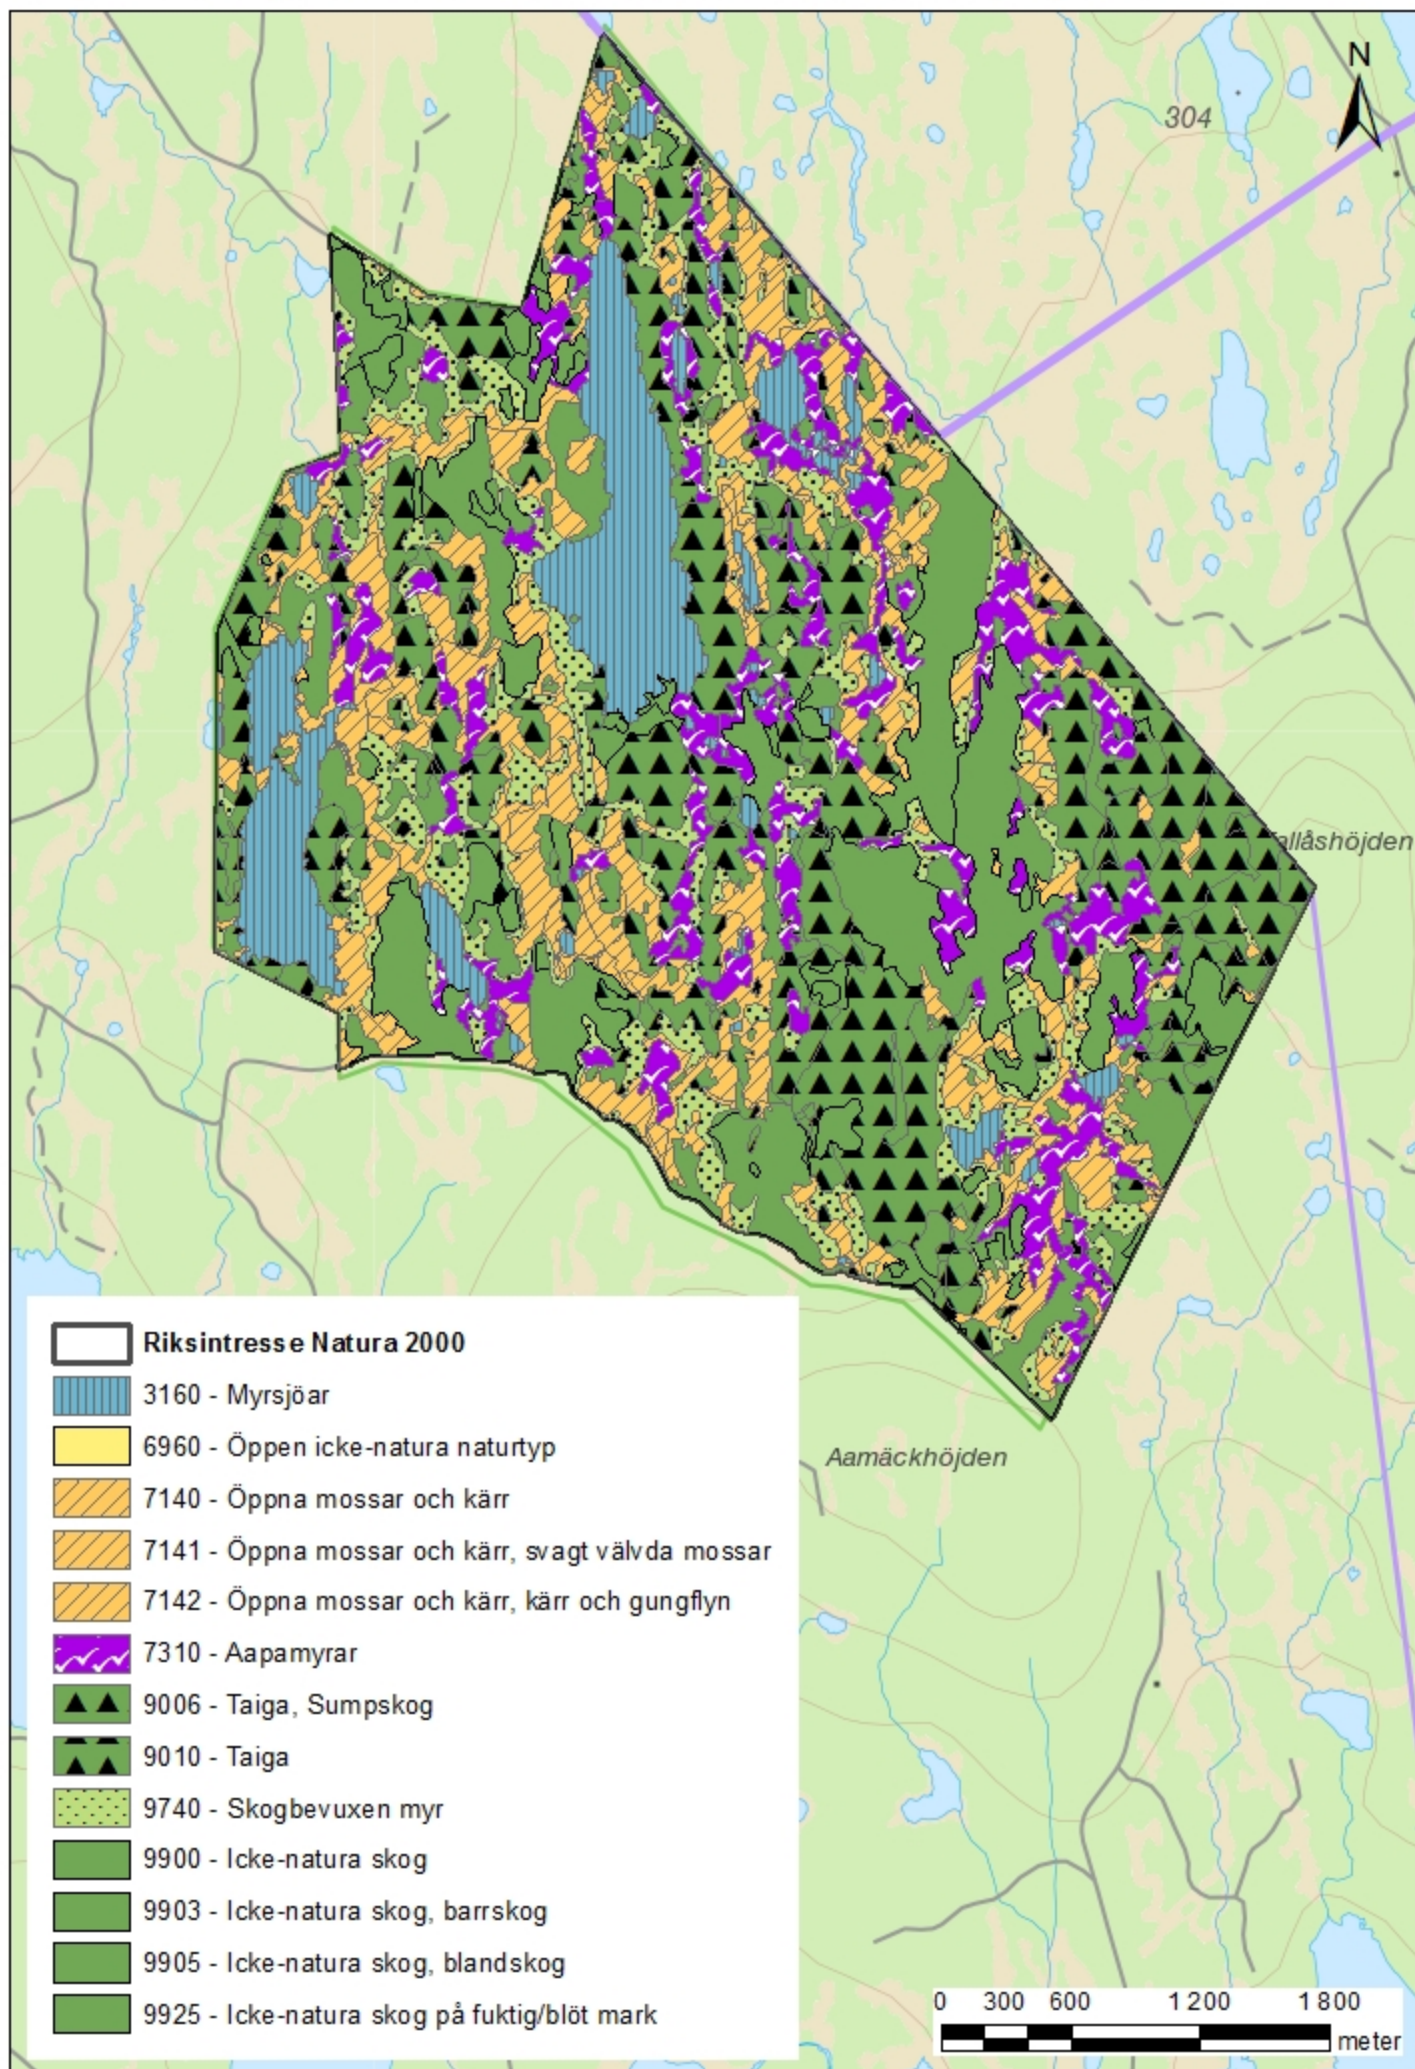 N
304
allåshöjden
Aamäckhöjden
Riksintresse Natura 2000
3160 - Myrsjöar
6960 - Öppen icke-natura naturtyp
7140 - Öppna mossar och kärr
7141 - Öppna mossar och kärr, svagt välvda mossar
7142 - Öppna mossar och kärr, kärr och gungflyn
7310 - Aapamyrar
9006 - Taiga, Sumpskog
9010 - Taiga
9740 - Skogbevuxen myr
9900 - Icke-natura skog
9903 - Icke-natura skog, barrskog
9905 - Icke-natura skog, blandskog
9925 - Icke-natura skog på fuktig/blöt mark
0 300 600 1 200 1 800
meter